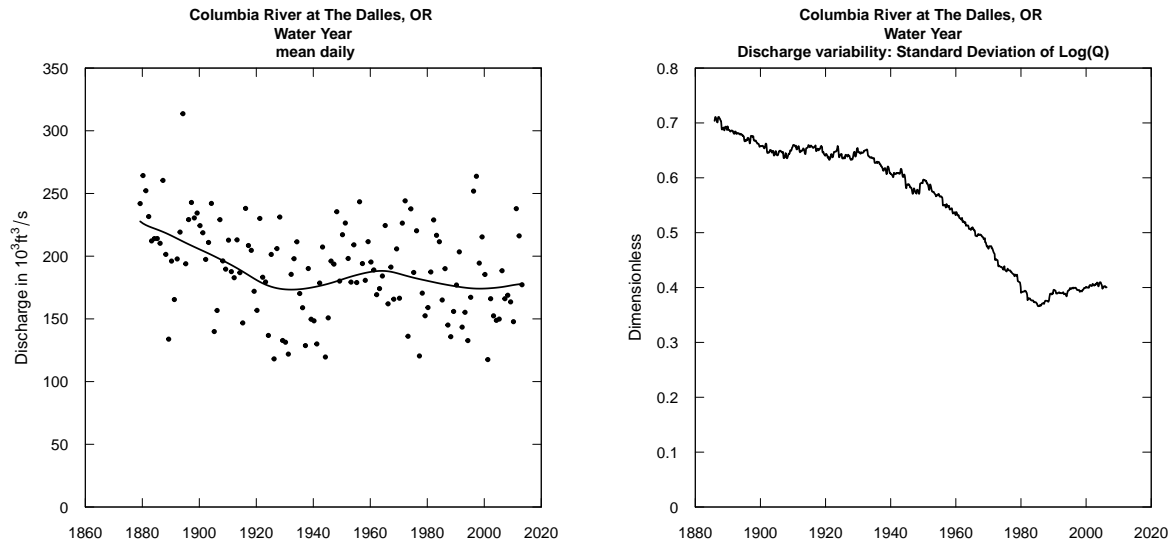 Columbia River at The Dalles, OR
Water Year
mean daily
Discharge in 10³ft³/s
350
300
250
200
150
100
50
0
1860 1880 1900 1920 1940 1960 1980 2000 2020
Columbia River at The Dalles, OR
Water Year
Discharge variability: Standard Deviation of Log(Q)
Dimensionless
0.8
0.7
0.6
0.5
0.4
0.3
0.2
0.1
0
1880 1900 1920 1940 1960 1980 2000 2020